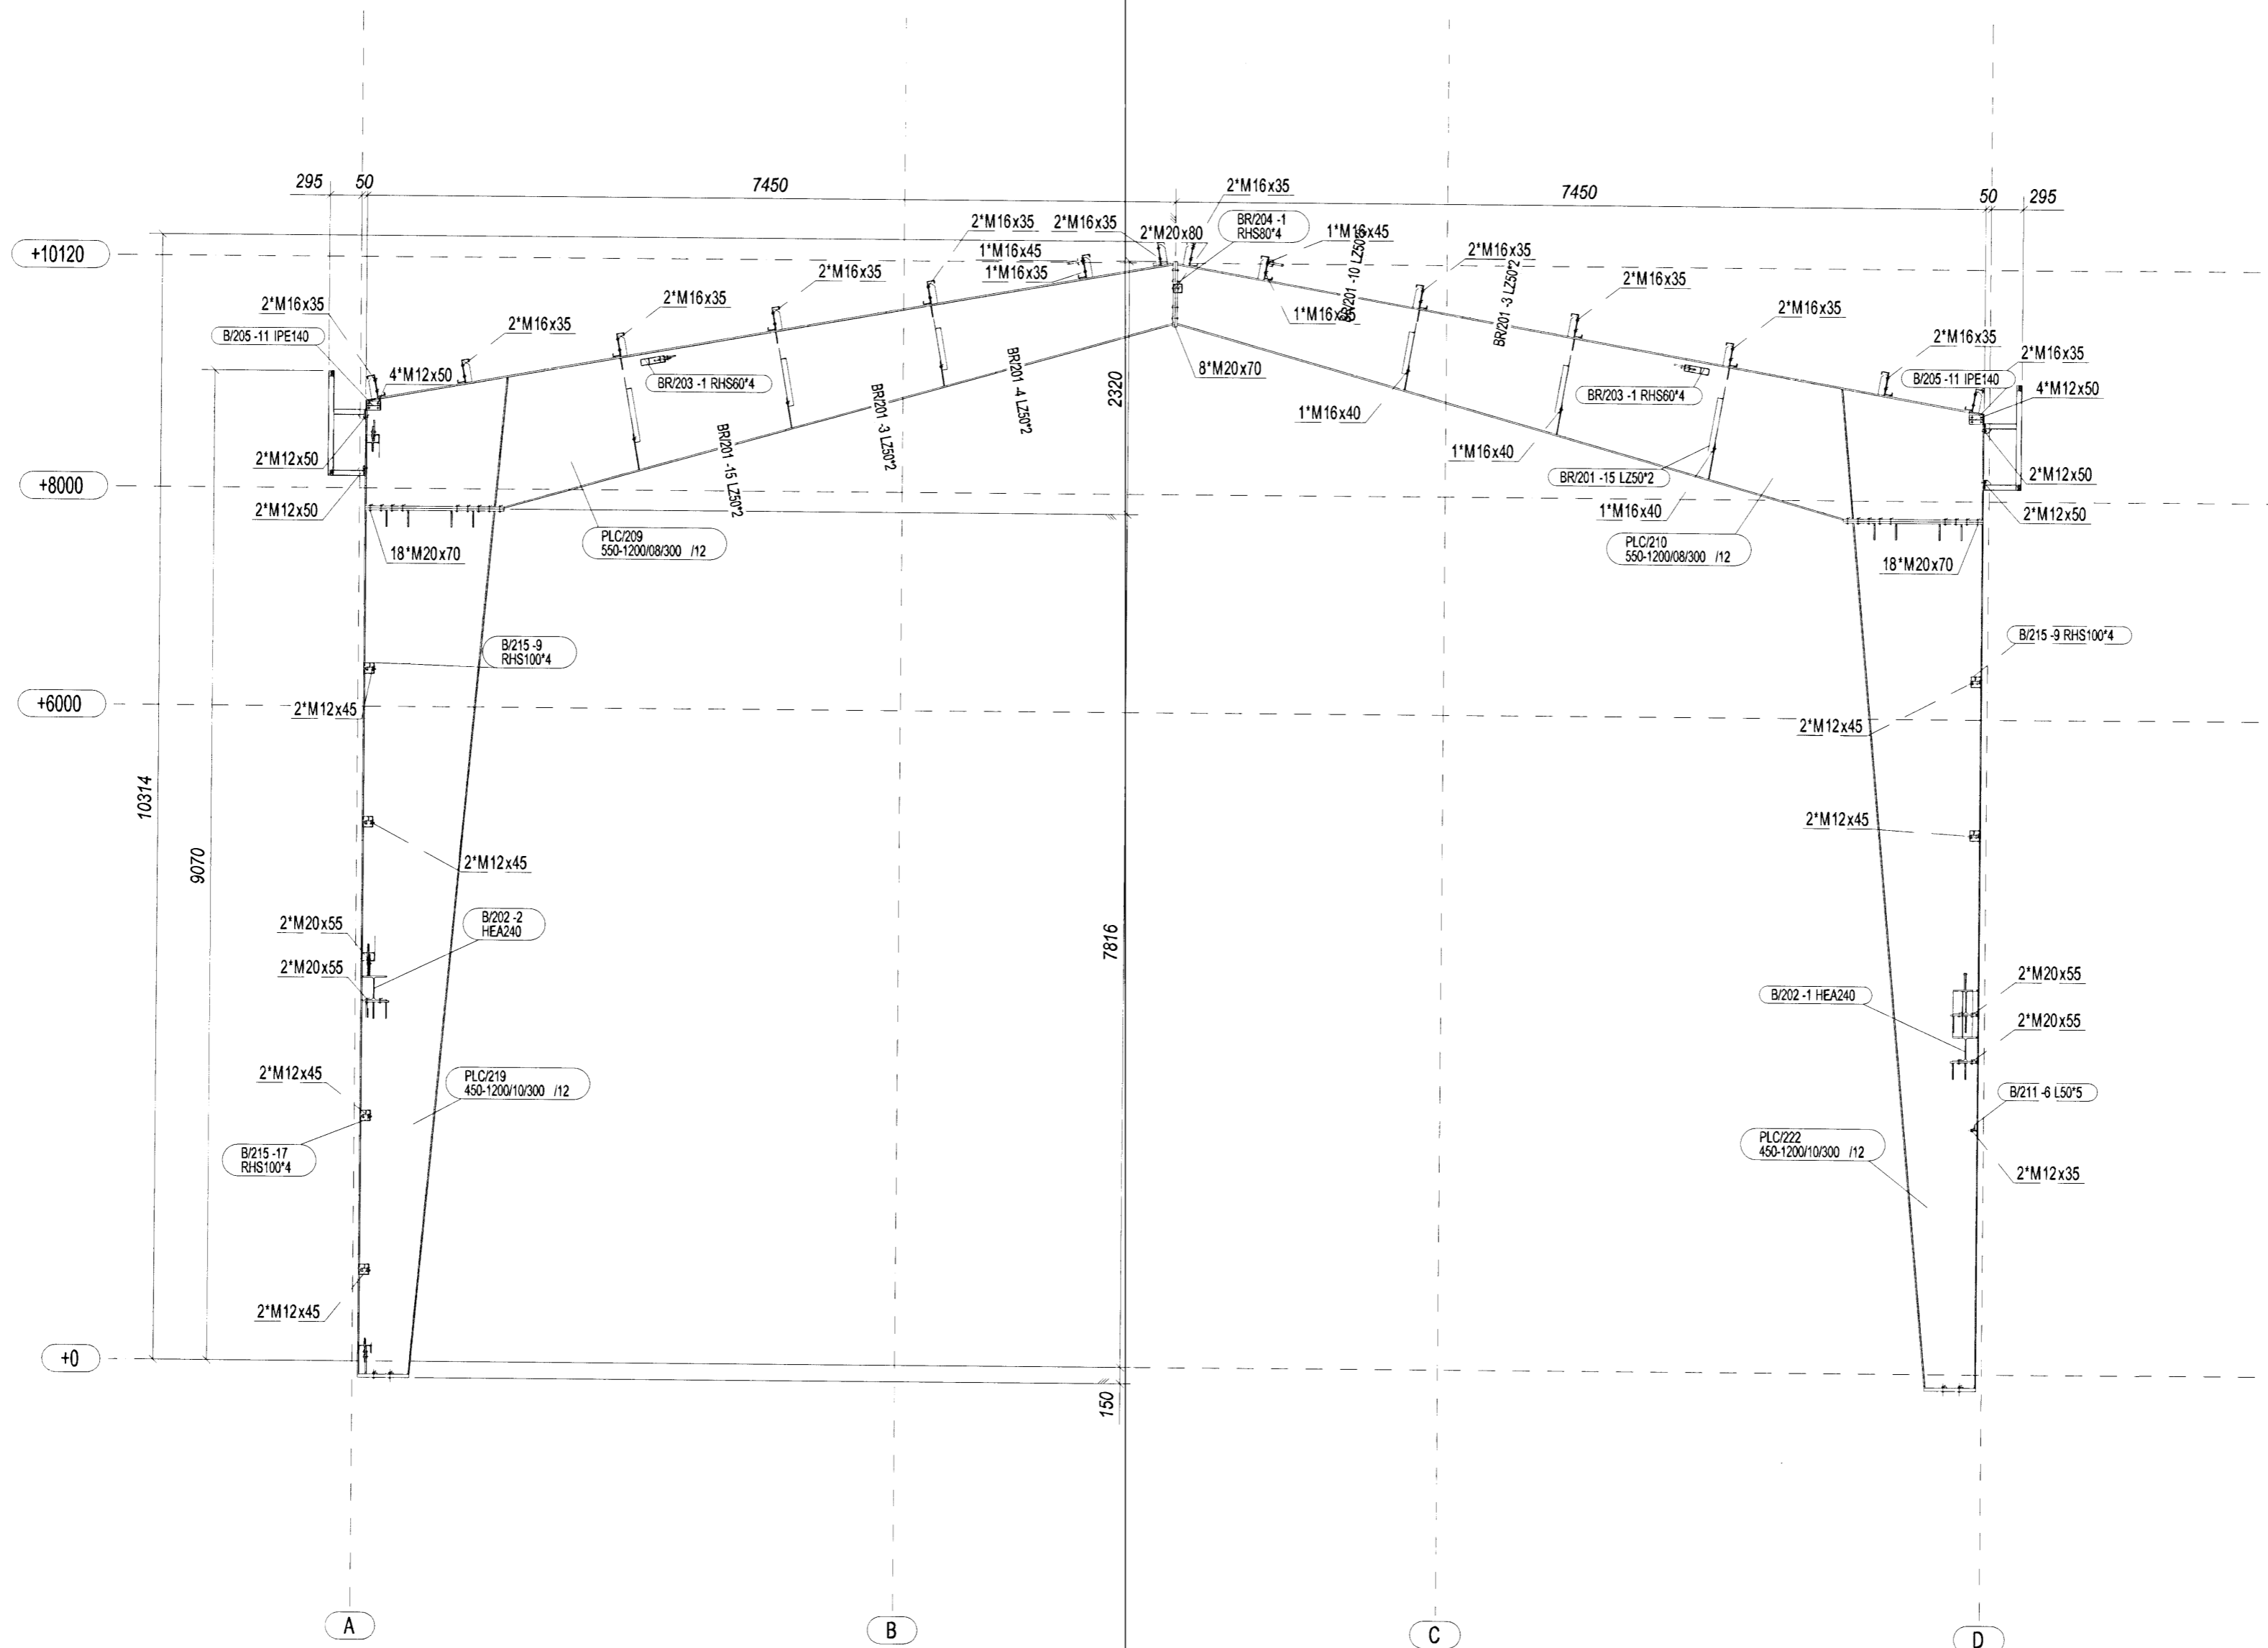 295
50
7450
7450
50
295
+10120
2*M16x35
BR/204 -1
RHS80*4
2*M16x35
2*M16x35
2*M20x80
1*M16x45
1*M16x45
1*M16x35
2*M16x35
2*M16x35
2*M16x35
2*M16x35
2*M16x35
2*M16x35
2*M16x35
2*M16x35
2*M16x35
2*M16x35
B/205 -11 IPE140
4*M12x50
BR/203 -1 RHS60*4
BR/201 -10 LZ50*2
BR/201 -3 LZ50*2
B/205 -11 IPE140
4*M12x50
BR/203 -1 RHS60*4
8*M20x70
2320
BR/201 -4 LZ50*2
BR/201 -3 LZ50*2
BR/201 -15 LZ50*2
1*M16x40
1*M16x40
BR/201 -15 LZ50*2
1*M16x40
2*M12x50
2*M12x50
+8000
2*M12x50
2*M12x50
18*M20x70
PLC/209
550-1200/08/300 /12
PLC/210
550-1200/08/300 /12
18*M20x70
B/215 -9
RHS100*4
B/215 -9 RHS100*4
+6000
2*M12x45
2*M12x45
10314
9070
2*M12x45
2*M12x45
7816
2*M20x55
B/202 -2
HEA240
2*M20x55
2*M20x55
B/202 -1 HEA240
2*M20x55
2*M12x45
PLC/219
450-1200/10/300 /12
B/211 -6 L50*5
B/215 -17
RHS100*4
PLC/222
450-1200/10/300 /12
2*M12x35
2*M12x45
+0
150
A
B
C
D